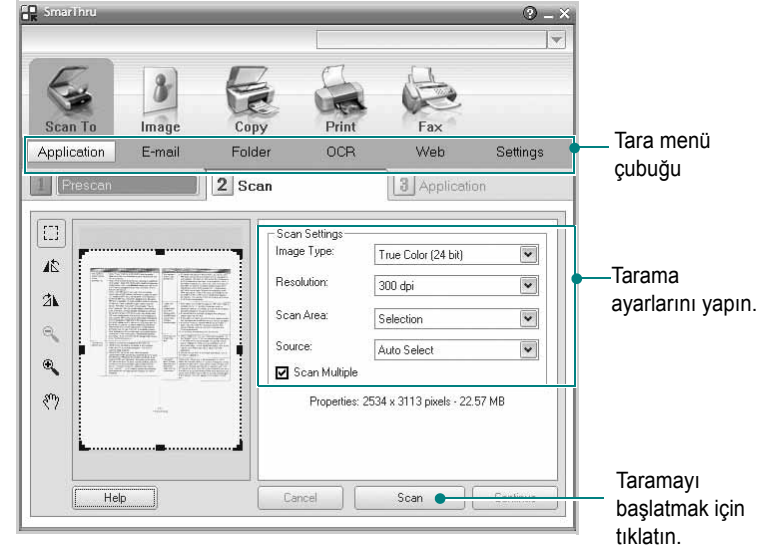 SmarThru
Scan To
Image
Copy
Print
Fax
Application
E-mail
Folder
OCR
Web
Settings
Tara menü
çubuğu
1 Prescan
2 Scan
3 Application
Scan Settings
Image Type:
True Color (24 bit)
Resolution:
300 dpi
Scan Area:
Selection
Source:
Auto Select
Scan Multiple
Properties: 2534 x 3113 pixels - 22.57 MB
Tarama
ayarlarını yapın.
Help
Cancel
Scan
Continue
Taramayı
başlatmak için
tıklatın.